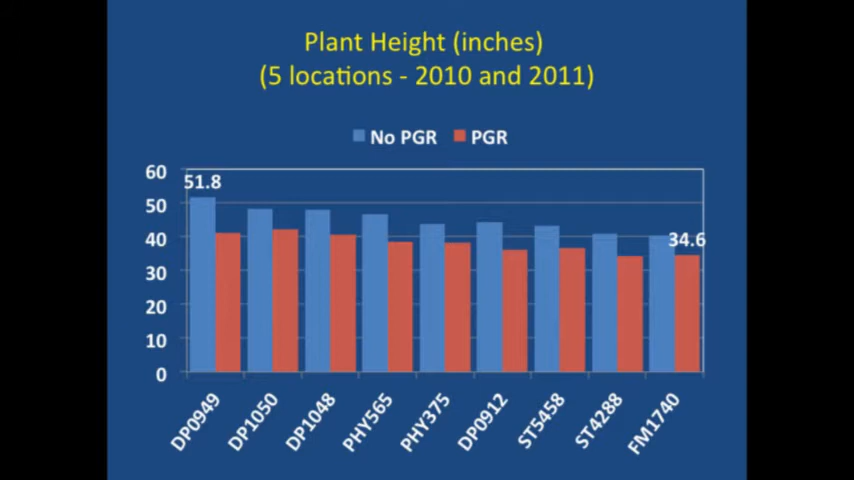 Plant Height (inches)
(5 locations - 2010 and 2011)
No PGR PGR
60
51.8
50
40
34.6
30
20
10
0
DP0949 DP1050 DP1048 PHY565 PHY375 DP0912 ST5458 ST4288 FM1740